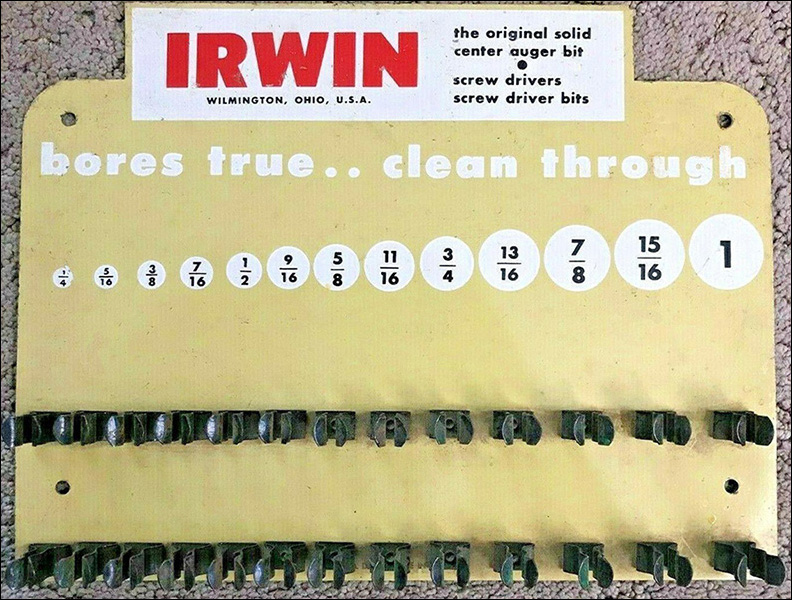 IRWIN
WILMINGTON, OHIO, U.S.A.
the original solid
center auger bit
•
screw drivers
screw driver bits
bores true.. clean through
1/4 5/16 3/8 7/16 1/2 9/16 5/8 11/16 3/4 13/16 7/8 15/16 1